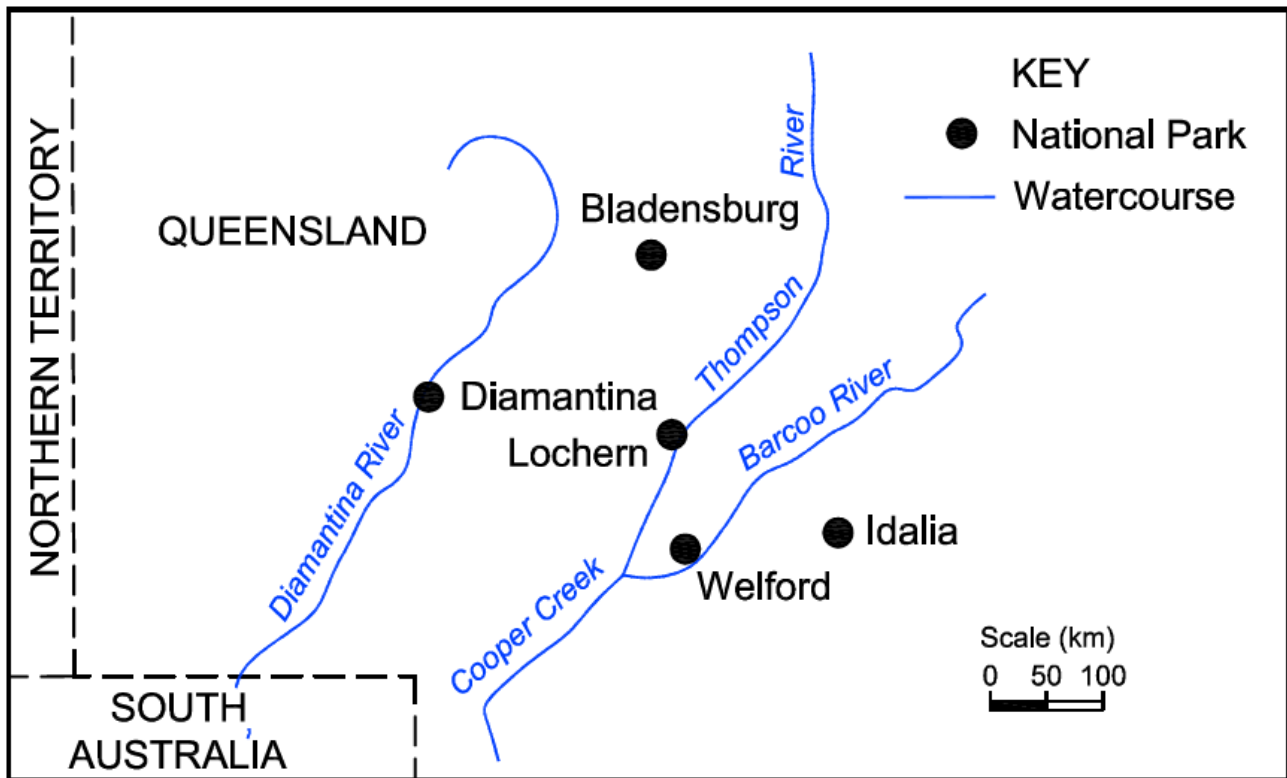 NORTHERN TERRITORY
QUEENSLAND
Bladensburg
River
Thompson
KEY
National Park
Watercourse
Diamantina
Lochern
Diamantina River
Barcoo River
Idalia
Welford
Cooper Creek
Scale (km)
0 50 100
SOUTH
AUSTRALIA